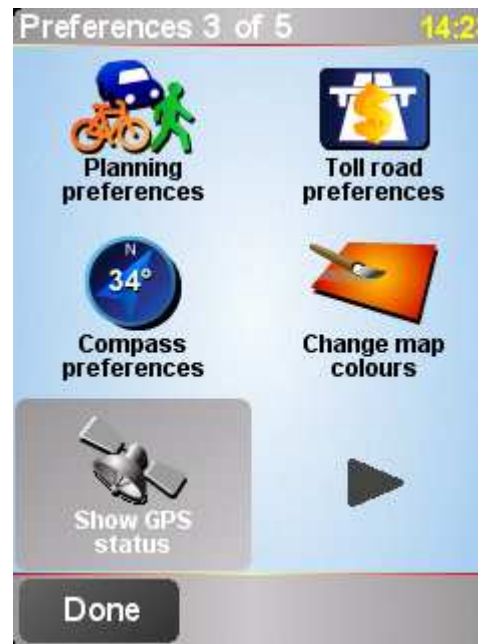 Preferences 3 of 5
14:2
Planning
preferences
Toll road
preferences
N
34°
Compass
preferences
Change map
colours
Show GPS
status
Done